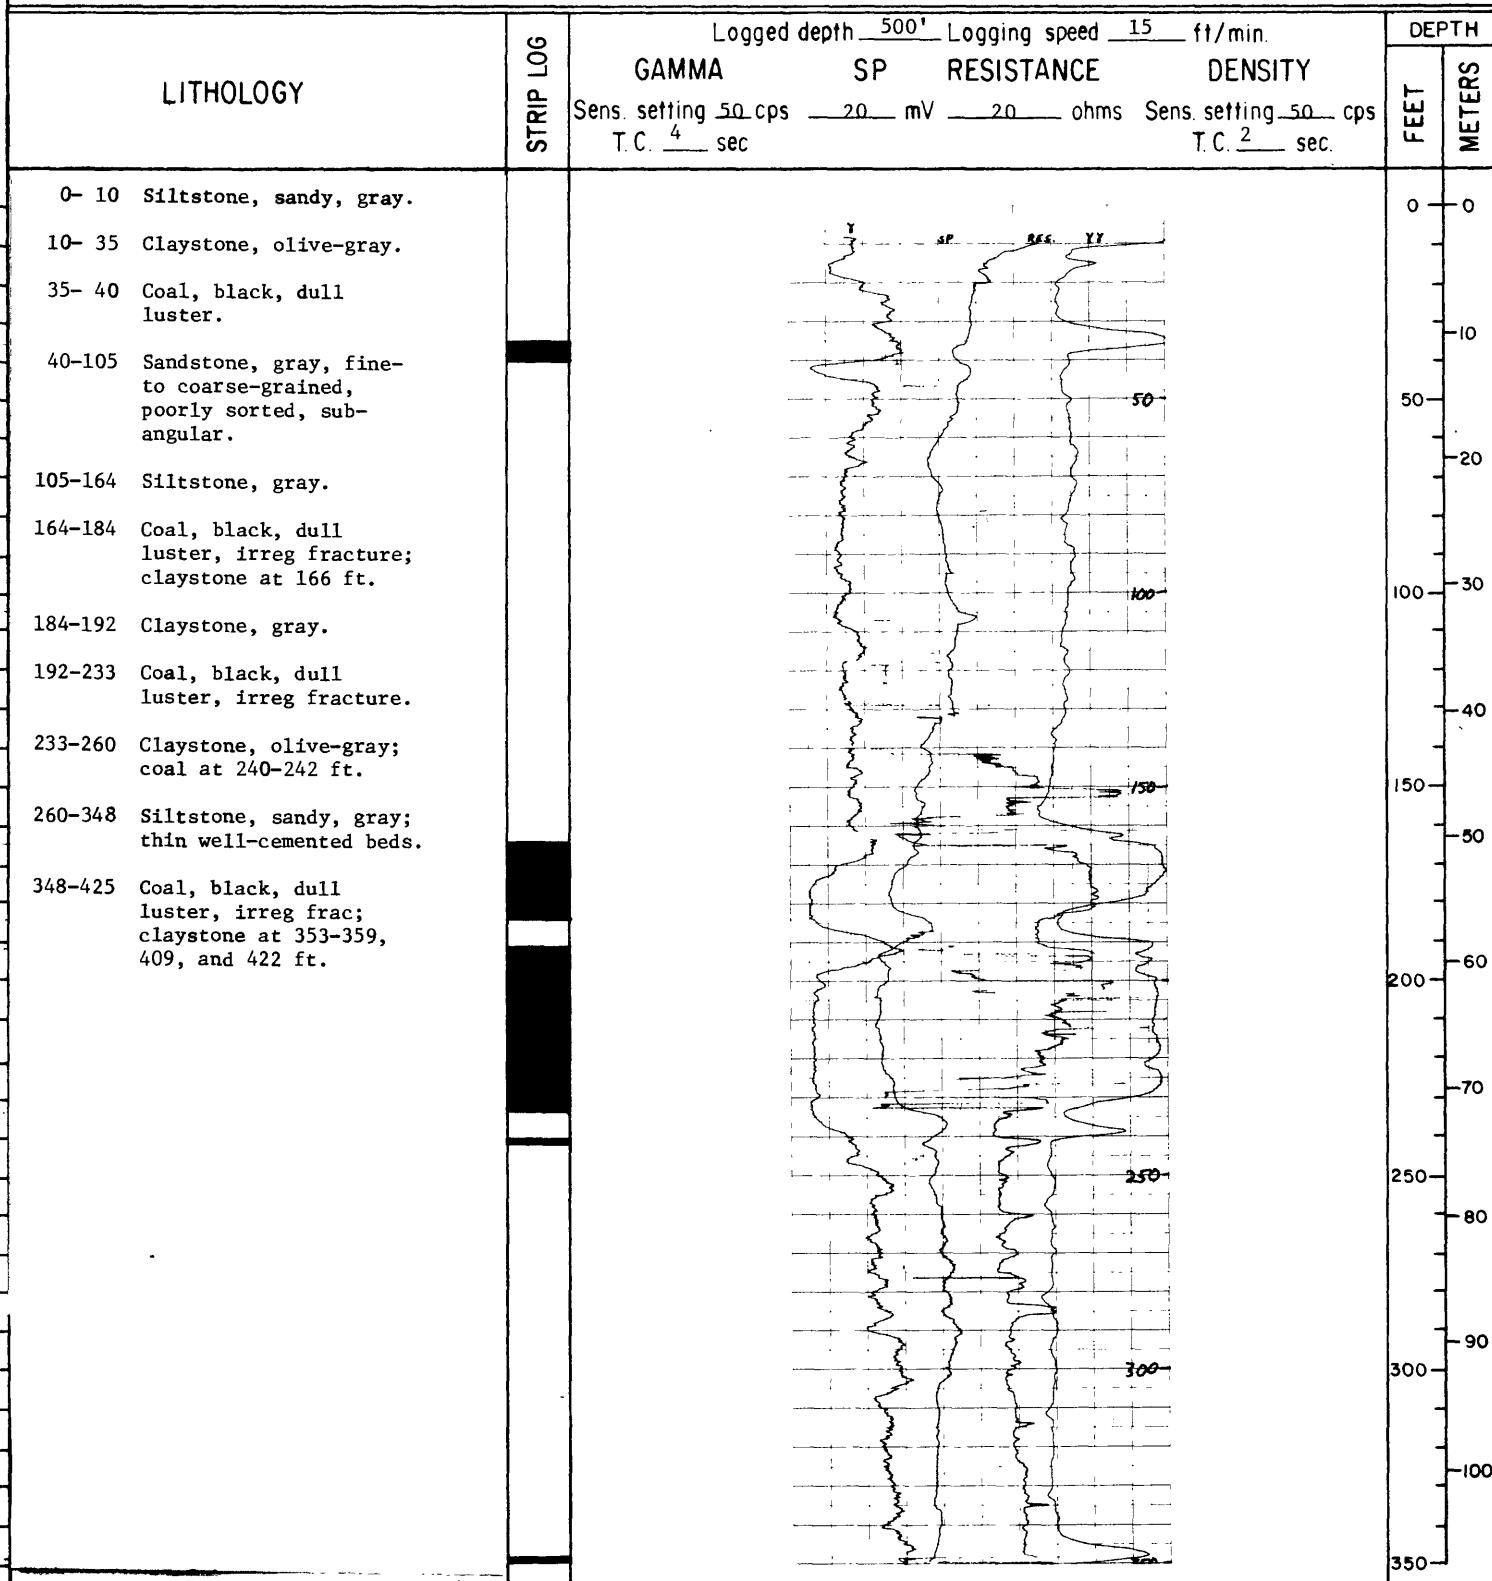 Logged depth 500' Logging speed 15 ft/min.
LITHOLOGY
STRIP LOG
GAMMA SP RESISTANCE DENSITY
Sens. setting 50 cps 20 mV 20 ohms Sens. setting 50 cps
T.C. 4 sec T.C. 2 sec.
DEPTH
FEET
METERS
0- 10 Siltstone, sandy, gray.
10- 35 Claystone, olive-gray.
35- 40 Coal, black, dull
luster.
40-105 Sandstone, gray, fine-
to coarse-grained,
poorly sorted, sub-
angular.
105-164 Siltstone, gray.
164-184 Coal, black, dull
luster, irreg fracture;
claystone at 166 ft.
184-192 Claystone, gray.
192-233 Coal, black, dull
luster, irreg fracture.
233-260 Claystone, olive-gray;
coal at 240-242 ft.
260-348 Siltstone, sandy, gray;
thin well-cemented beds.
348-425 Coal, black, dull
luster, irreg frac;
claystone at 353-359,
409, and 422 ft.
γ SP RES. γγ
50
100
150
250
300
0
50
100
150
200
250
300
350
0
10
20
30
40
50
60
70
80
90
100